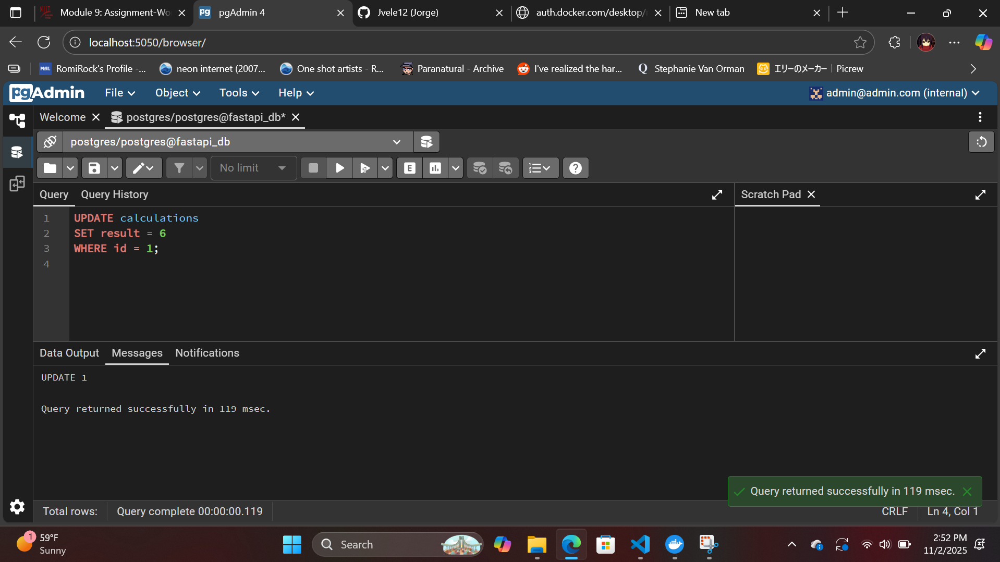 Module 9: Assignment-Wo
pgAdmin 4
Jvele12 (Jorge)
auth.docker.com/desktop/
New tab
localhost:5050/browser/
MAIL RomiRock's Profile -...
neon internet (2007...
One shot artists - R...
Paranatural - Archive
I've realized the har...
Q Stephanie Van Orman
エリーのメーカー｜Picrew
pgAdmin
File
Object
Tools
Help
admin@admin.com (internal)
Welcome
postgres/postgres@fastapi_db*
postgres/postgres@fastapi_db
No limit
E
Query
Query History
Scratch Pad
1 UPDATE calculations
2 SET result = 6
3 WHERE id = 1;
4
Data Output
Messages
Notifications
UPDATE 1
Query returned successfully in 119 msec.
Query returned successfully in 119 msec.
Total rows:
Query complete 00:00:00.119
CRLF
Ln 4, Col 1
1
59°F
Sunny
Search
2:52 PM
11/2/2025